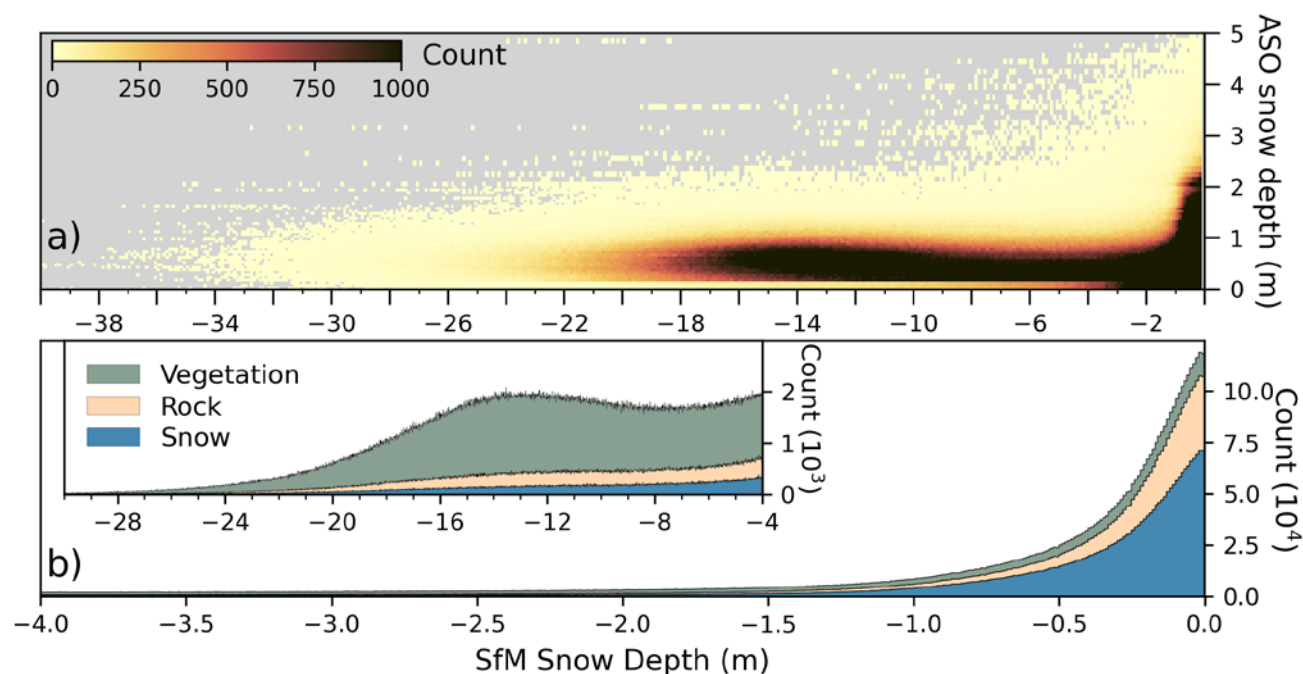 Count
0 250 500 750 1000
5
4
3
2
1
0
ASO snow depth (m)
a)
−38 −34 −30 −26 −22 −18 −14 −10 −6 −2
Vegetation
Rock
Snow
2
1
0
Count (10³)
−28 −24 −20 −16 −12 −8 −4
10.0
7.5
5.0
2.5
0.0
Count (10⁴)
b)
−4.0 −3.5 −3.0 −2.5 −2.0 −1.5 −1.0 −0.5 0.0
SfM Snow Depth (m)